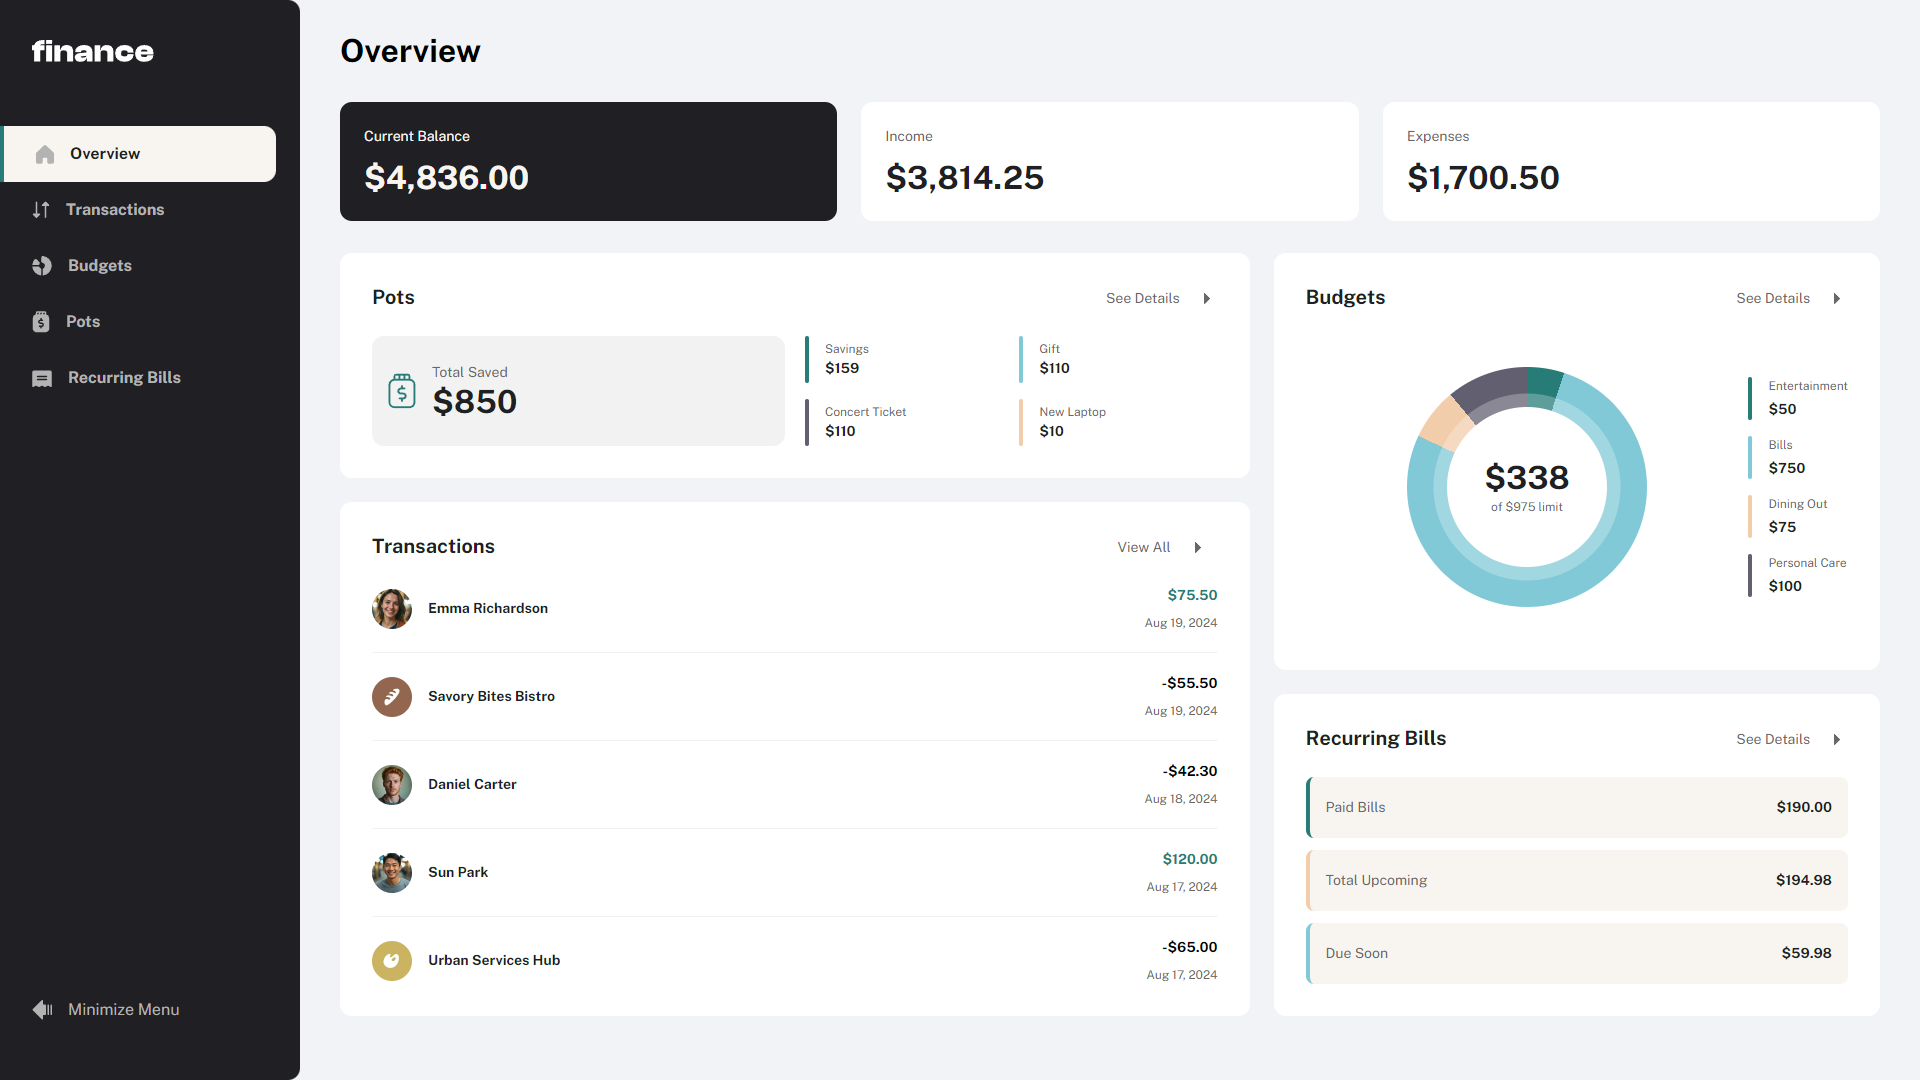 finance
Overview
Transactions
Budgets
Pots
Recurring Bills
Minimize Menu
Overview
Current Balance
$4,836.00
Income
$3,814.25
Expenses
$1,700.50
Pots
See Details
Total Saved
$850
Savings
$159
Gift
$110
Concert Ticket
$110
New Laptop
$10
Transactions
View All
Emma Richardson
$75.50
Aug 19, 2024
Savory Bites Bistro
-$55.50
Aug 19, 2024
Daniel Carter
-$42.30
Aug 18, 2024
Sun Park
$120.00
Aug 17, 2024
Urban Services Hub
-$65.00
Aug 17, 2024
Budgets
See Details
$338
of $975 limit
Entertainment
$50
Bills
$750
Dining Out
$75
Personal Care
$100
Recurring Bills
See Details
Paid Bills
$190.00
Total Upcoming
$194.98
Due Soon
$59.98